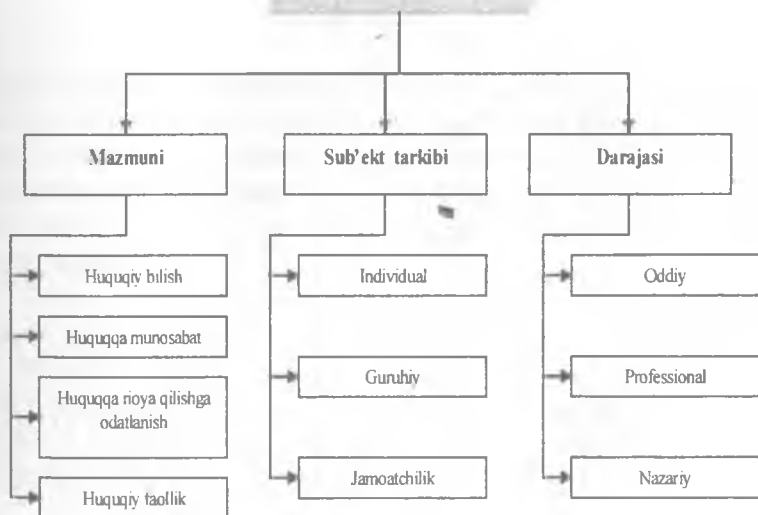 Mazmuni
Huquqiy bilish
Huquqqa munosabat
Huquqqa rioya qilishga
odatlanish
Huquqiy faollik
Sub’ekt tarkibi
Individual
Guruhiy
Jamoatchilik
Darajasi
Oddiy
Professional
Nazariy